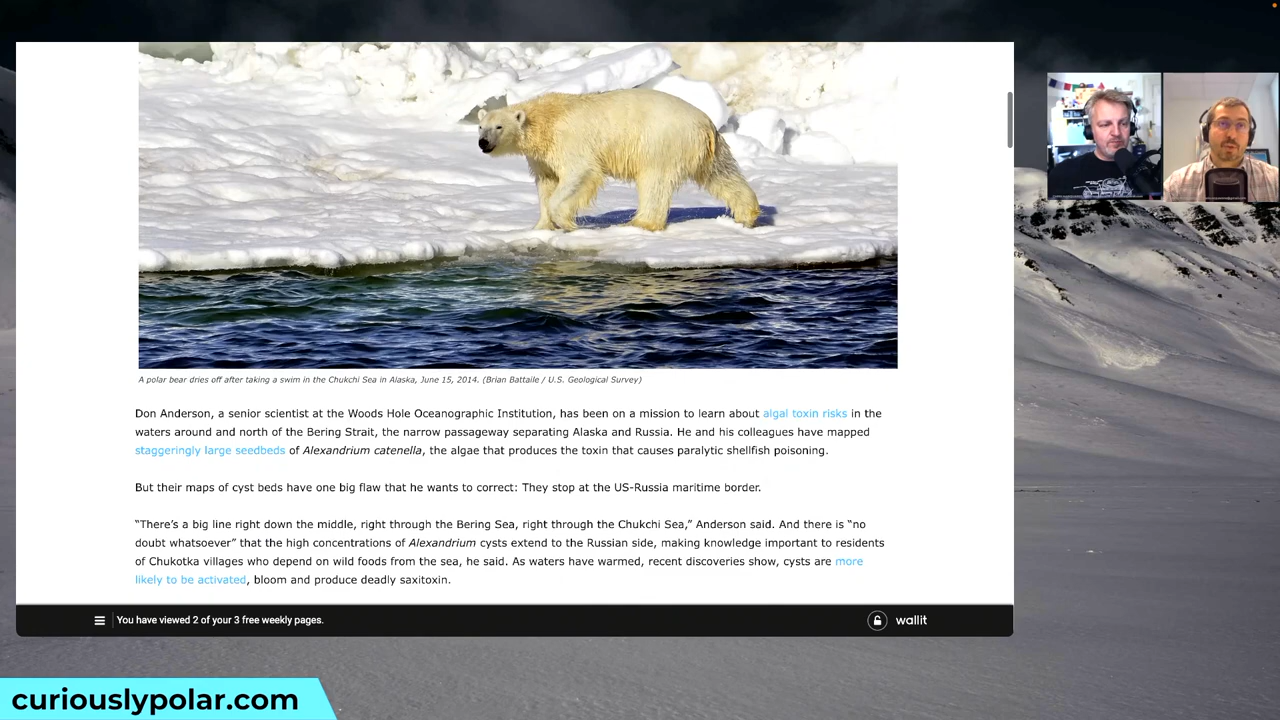 A polar bear dries off after taking a swim in the Chukchi Sea in Alaska, June 15, 2014. (Brian Battaile / U.S. Geological Survey)
Don Anderson, a senior scientist at the Woods Hole Oceanographic Institution, has been on a mission to learn about algal toxin risks in the
waters around and north of the Bering Strait, the narrow passageway separating Alaska and Russia. He and his colleagues have mapped
staggeringly large seedbeds of Alexandrium catenella, the algae that produces the toxin that causes paralytic shellfish poisoning.
But their maps of cyst beds have one big flaw that he wants to correct: They stop at the US-Russia maritime border.
“There’s a big line right down the middle, right through the Bering Sea, right through the Chukchi Sea,” Anderson said. And there is “no
doubt whatsoever” that the high concentrations of Alexandrium cysts extend to the Russian side, making knowledge important to residents
of Chukotka villages who depend on wild foods from the sea, he said. As waters have warmed, recent discoveries show, cysts are more
likely to be activated, bloom and produce deadly saxitoxin.
You have viewed 2 of your 3 free weekly pages.
wallit
curiouslypolar.com